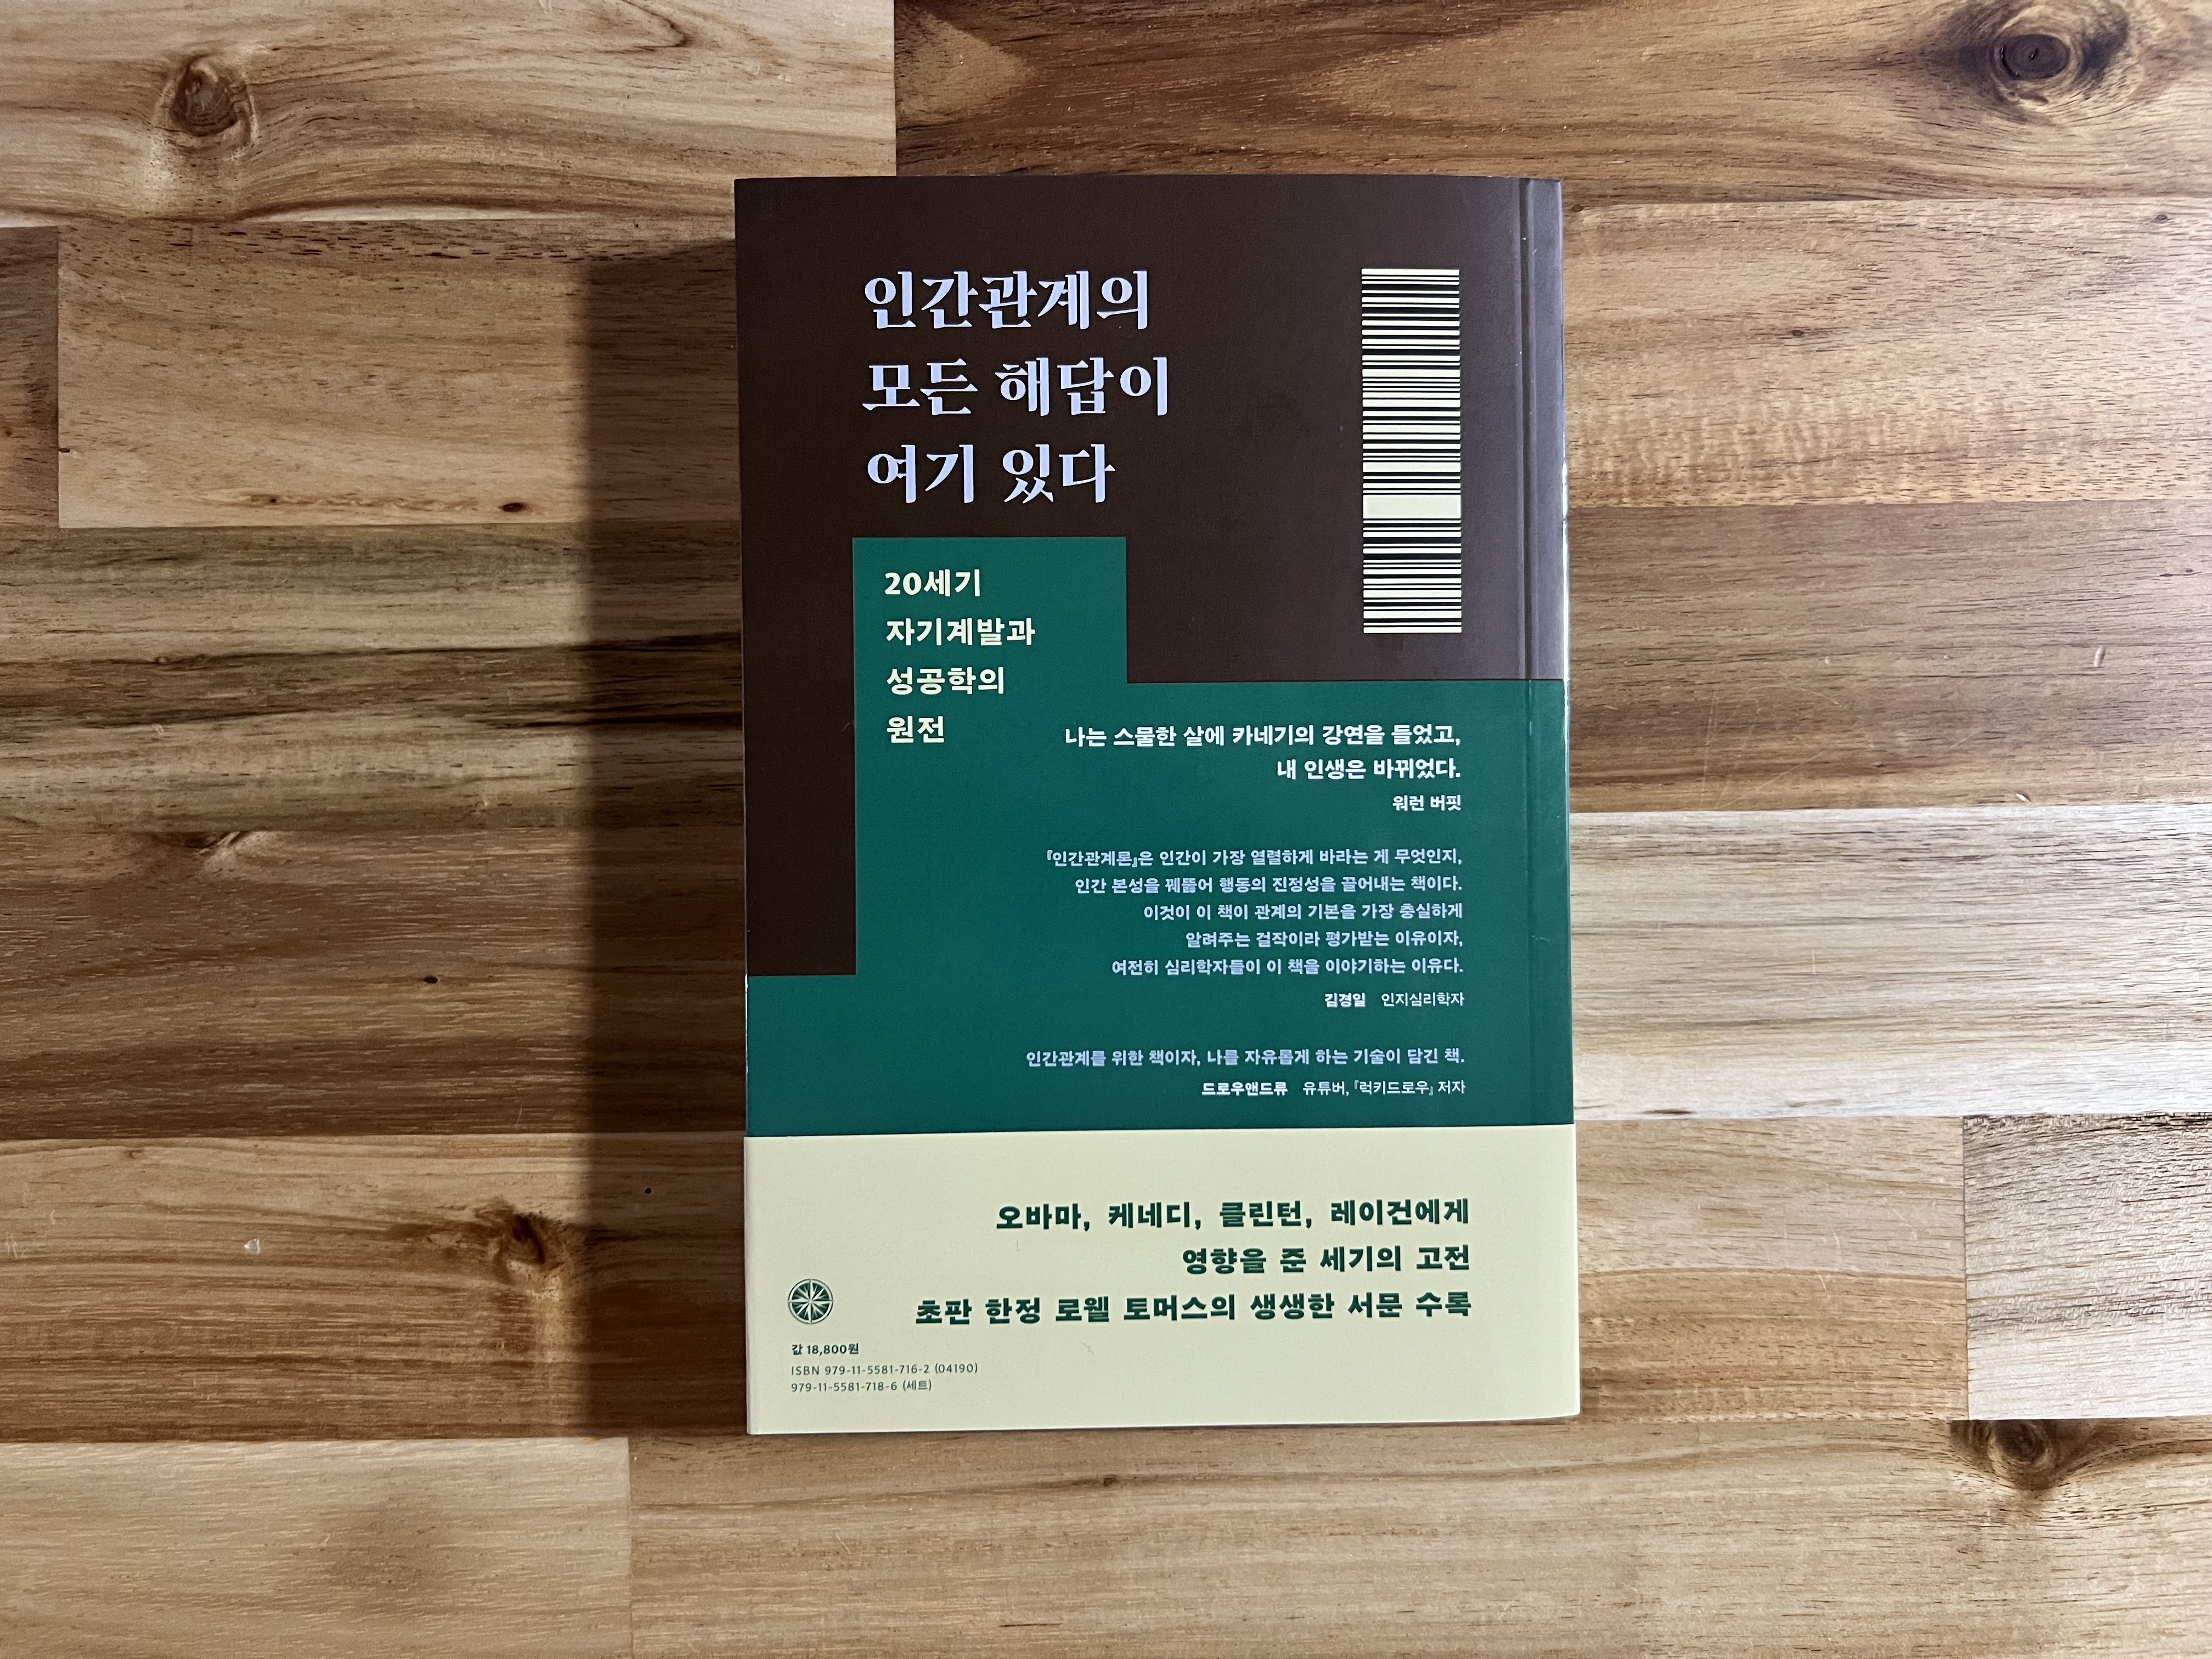 인간관계의
모든 해답이
여기 있다
20세기
자기계발과
성공학의
원전
나는 스물한 살에 카네기의 강연을 들었고,
내 인생은 바뀌었다.
워런 버핏
『인간관계론』은 인간이 가장 열렬하게 바라는 게 무엇인지,
인간 본성을 꿰뚫어 행동의 진정성을 끌어내는 책이다.
이것이 이 책이 관계의 기본을 가장 충실하게
알려주는 걸작이라 평가받는 이유이자,
여전히 심리학자들이 이 책을 이야기하는 이유다.
김경일 인지심리학자
인간관계를 위한 책이자, 나를 자유롭게 하는 기술이 담긴 책.
드로우앤드류 유튜버, 『럭키드로우』 저자
오바마, 케네디, 클린턴, 레이건에게
영향을 준 세기의 고전
초판 한정 로웰 토머스의 생생한 서문 수록
값 18,800원
ISBN 979-11-5581-716-2 (04190)
979-11-5581-718-6 (세트)